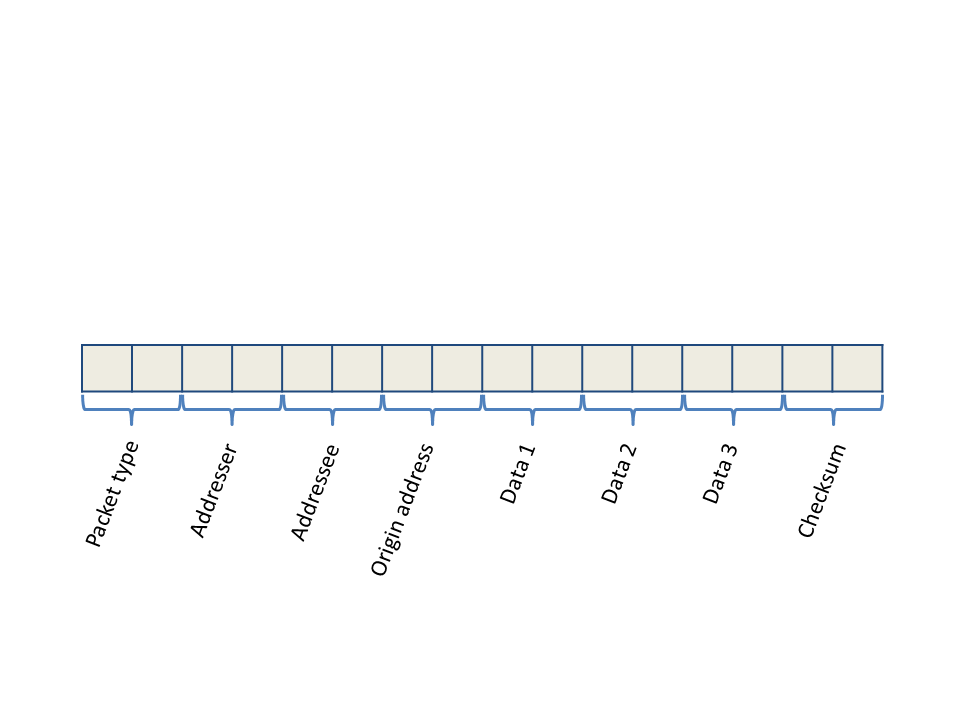 Packet type
Addresser
Addressee
Origin address
Data 1
Data 2
Data 3
Checksum